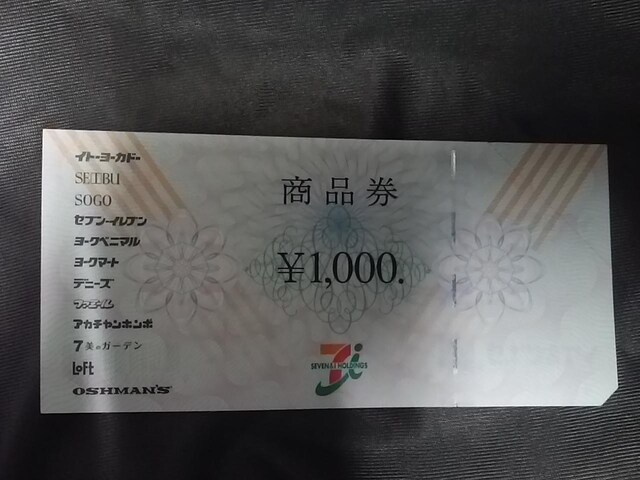 イトーヨーカドー
SEIBU
SOGO
セブン-イレブン
ヨークベニマル
ヨークマート
デニーズ
ファミール
アカチャンホンポ
7美のガーデン
LOFT
OSHMAN'S
商品券
¥1,000.
SEVEN&I HOLDINGS